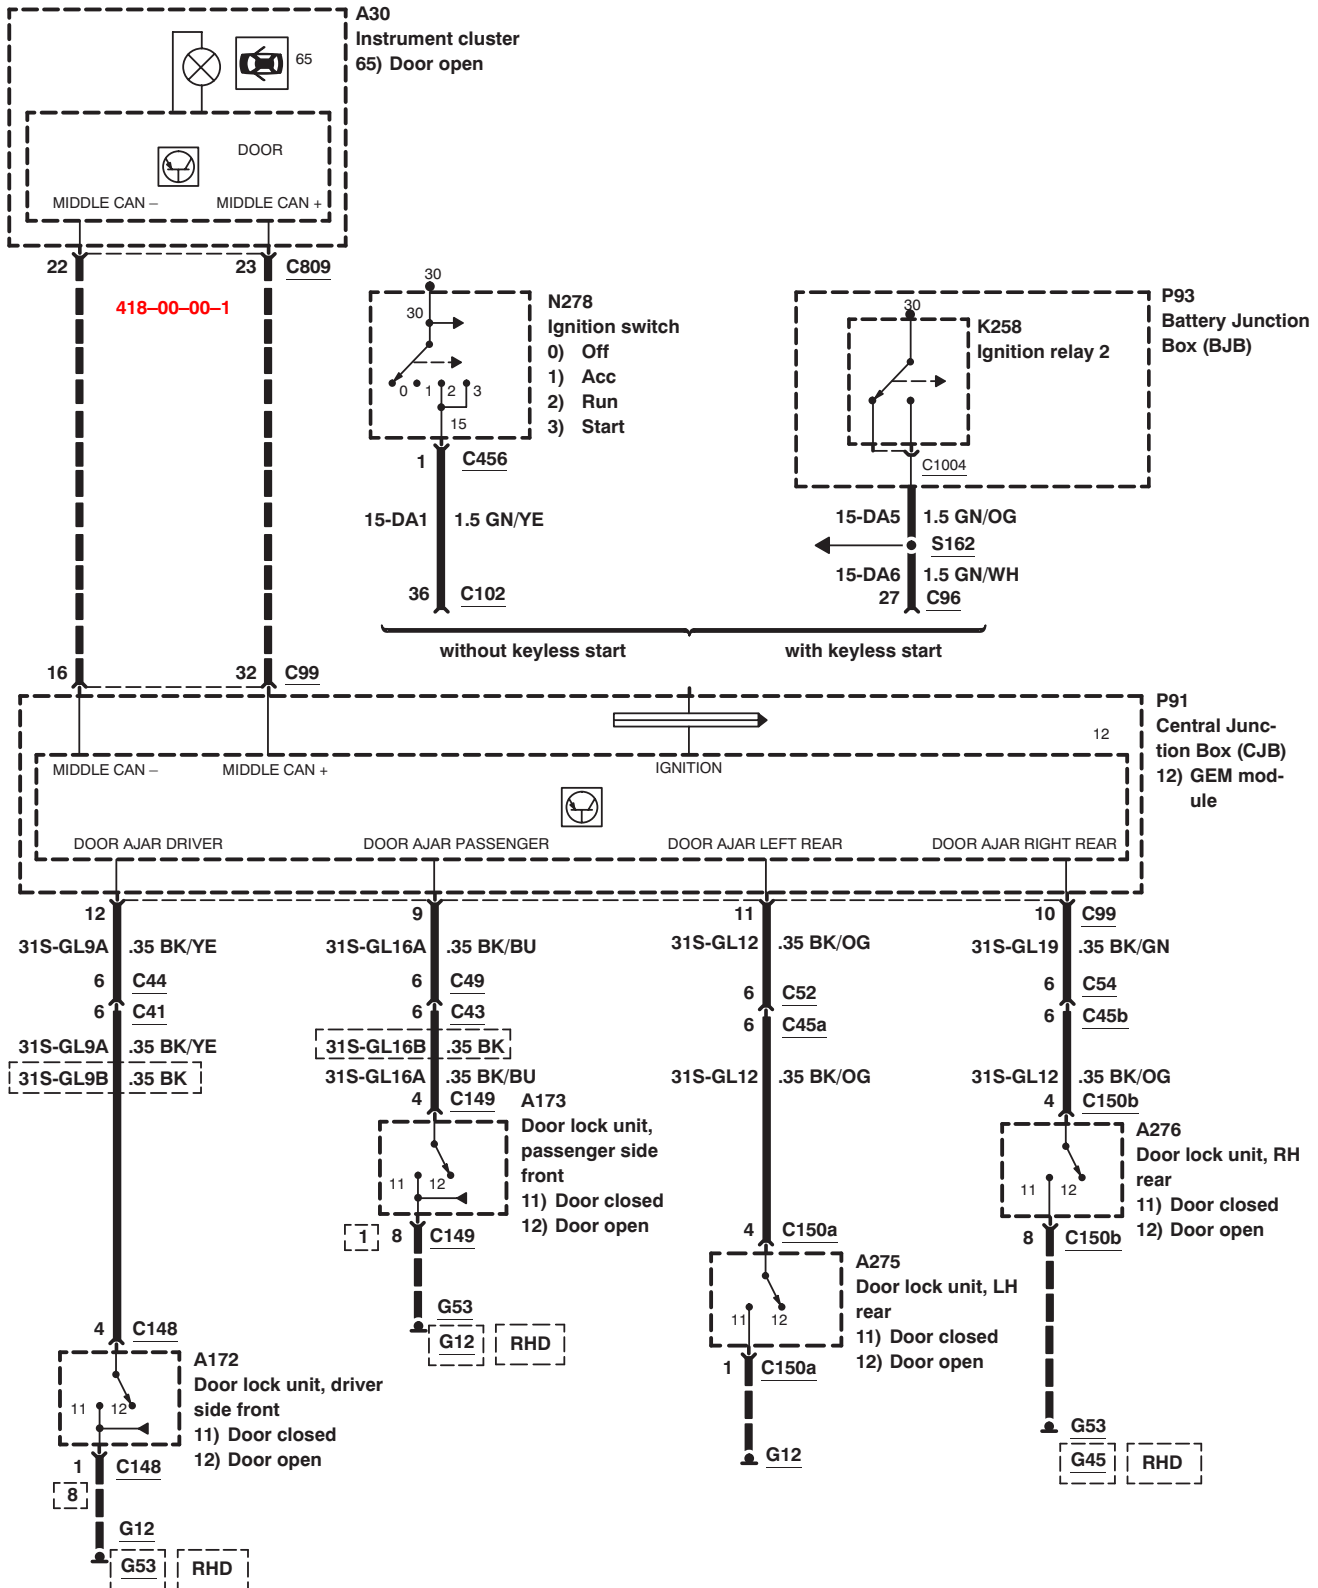 A30
Instrument cluster
65) Door open
65
DOOR
MIDDLE CAN –
MIDDLE CAN +
22
23
C809
418–00–00–1
30
30
0
1
2
3
15
N278
Ignition switch
0) Off
1) Acc
2) Run
3) Start
1
C456
15-DA1
1.5 GN/YE
36
C102
30
K258
Ignition relay 2
P93
Battery Junction
Box (BJB)
C1004
15-DA5
1.5 GN/OG
S162
15-DA6
1.5 GN/WH
27
C96
without keyless start
with keyless start
16
32
C99
P91
Central Junc-
tion Box (CJB)
12) GEM mod-
ule
12
MIDDLE CAN –
MIDDLE CAN +
IGNITION
DOOR AJAR DRIVER
DOOR AJAR PASSENGER
DOOR AJAR LEFT REAR
DOOR AJAR RIGHT REAR
12
9
11
10
C99
31S-GL9A
.35 BK/YE
6
C44
6
C41
31S-GL9A
.35 BK/YE
31S-GL9B
.35 BK
4
C148
11
12
A172
Door lock unit, driver
side front
11) Door closed
12) Door open
1
C148
8
G12
G53
RHD
31S-GL16A
.35 BK/BU
6
C49
6
C43
31S-GL16B
.35 BK
31S-GL16A
.35 BK/BU
4
C149
11
12
A173
Door lock unit,
passenger side
front
11) Door closed
12) Door open
1
8
C149
G53
G12
RHD
31S-GL12
.35 BK/OG
6
C52
6
C45a
31S-GL12
.35 BK/OG
4
C150a
11
12
A275
Door lock unit, LH
rear
11) Door closed
12) Door open
1
C150a
G12
31S-GL19
.35 BK/GN
6
C54
6
C45b
31S-GL12
.35 BK/OG
4
C150b
11
12
A276
Door lock unit, RH
rear
11) Door closed
12) Door open
8
C150b
G53
G45
RHD